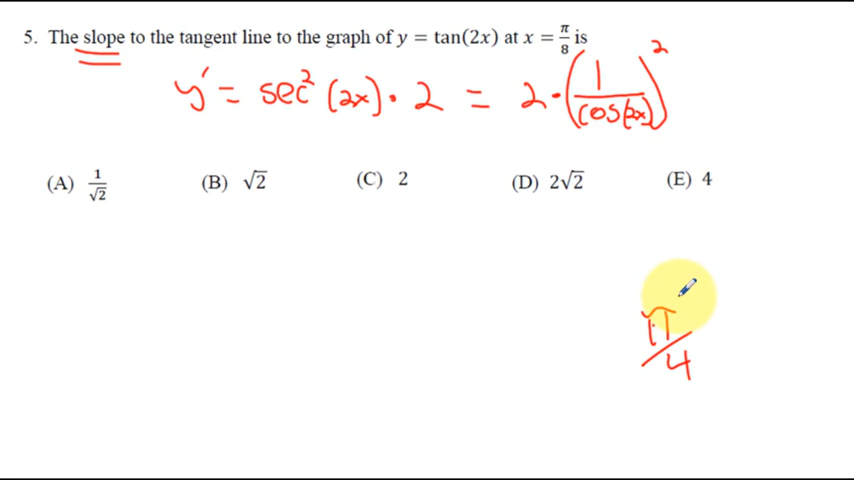 5. The slope to the tangent line to the graph of y = tan(2x) at x = π/8 is
y' = sec²(2x) · 2 = 2 · (1/cos(2x))²
(A) 1/√2 (B) √2 (C) 2 (D) 2√2 (E) 4
π/4